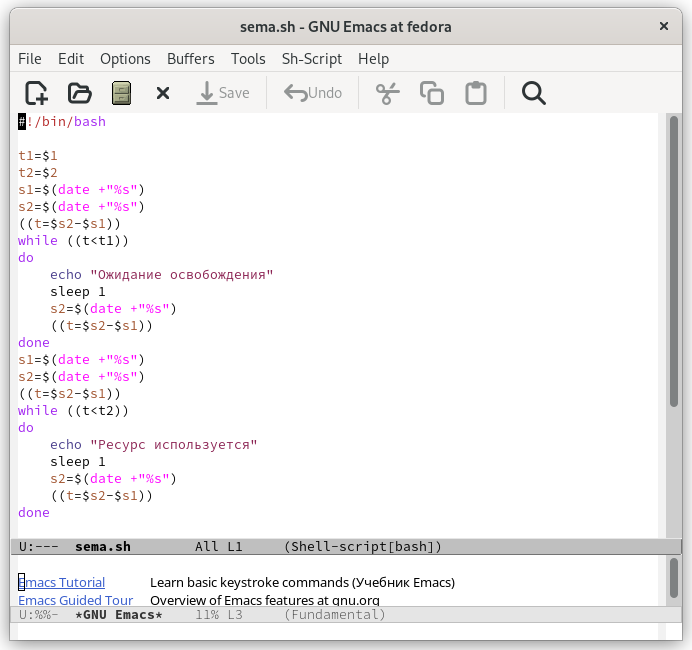 sema.sh - GNU Emacs at fedora
File Edit Options Buffers Tools Sh-Script Help
Save Undo
#!/bin/bash
t1=$1
t2=$2
s1=$(date +"%s")
s2=$(date +"%s")
((t=$s2-$s1))
while ((t<t1))
do
    echo "Ожидание освобождения"
    sleep 1
    s2=$(date +"%s")
    ((t=$s2-$s1))
done
s1=$(date +"%s")
s2=$(date +"%s")
((t=$s2-$s1))
while ((t<t2))
do
    echo "Ресурс используется"
    sleep 1
    s2=$(date +"%s")
    ((t=$s2-$s1))
done
U:--- sema.sh All L1 (Shell-script[bash])
Emacs Tutorial Learn basic keystroke commands (Учебник Emacs)
Emacs Guided Tour Overview of Emacs features at gnu.org
U:%%- *GNU Emacs* 11% L3 (Fundamental)